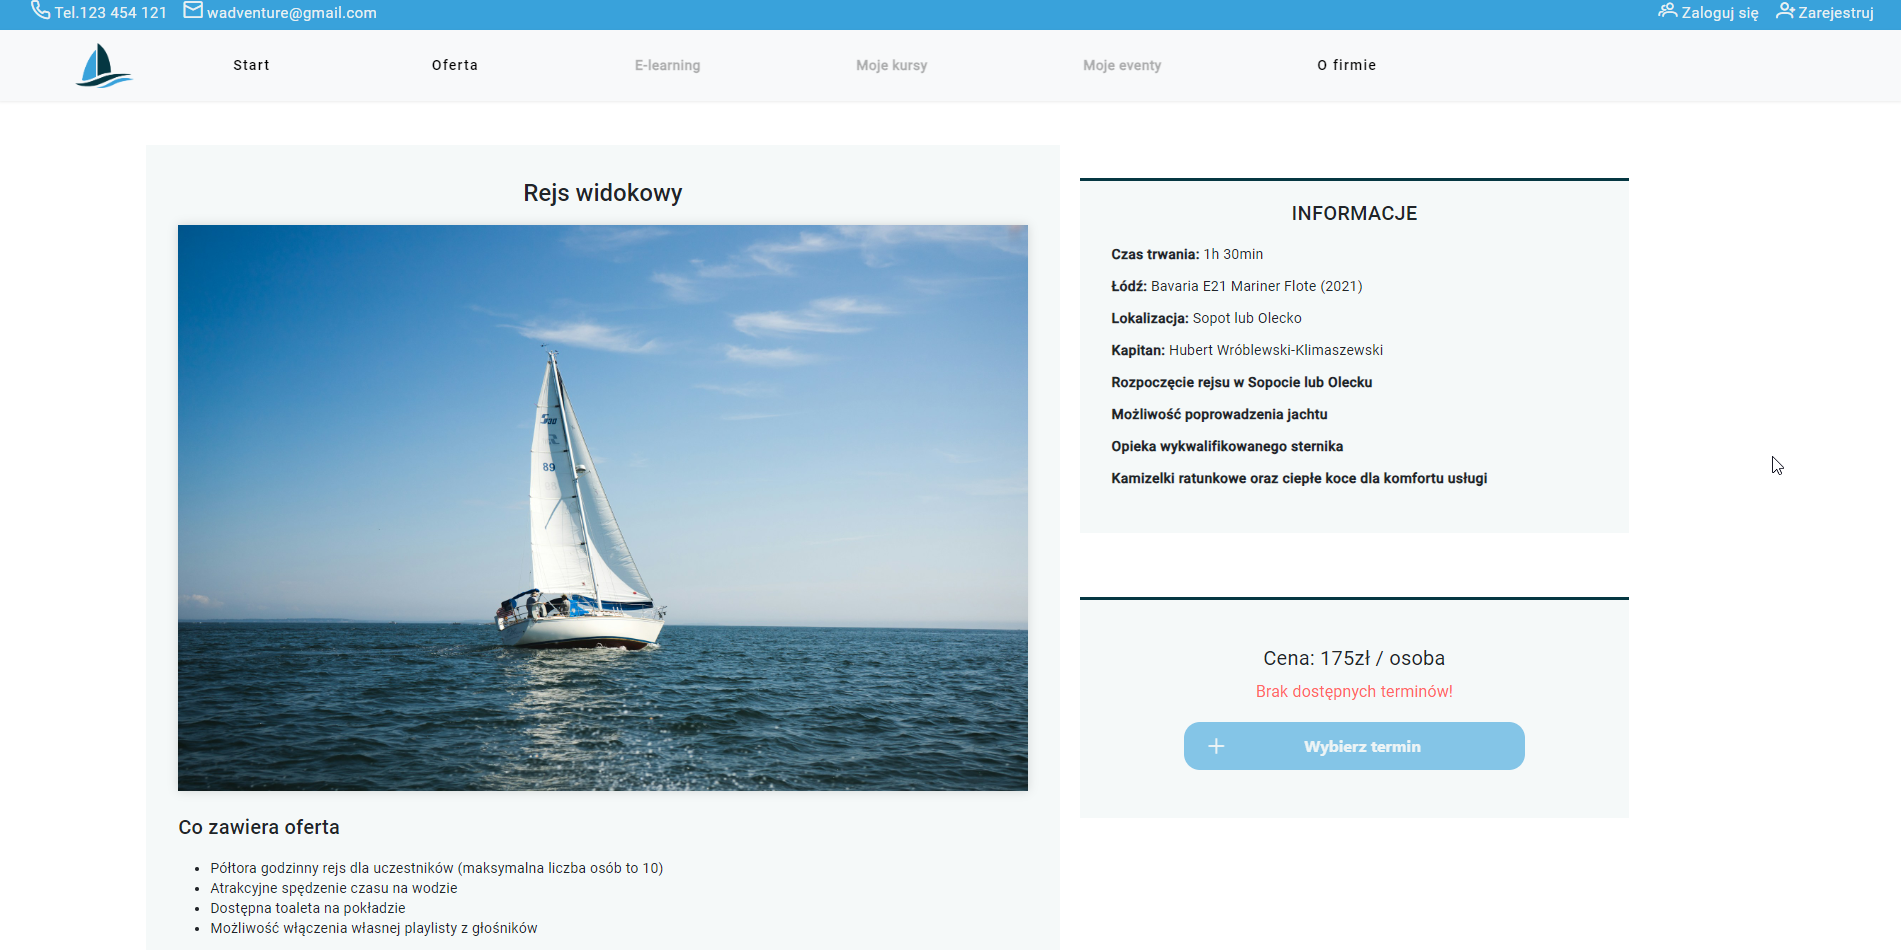 Tel.123 454 121 wadventure@gmail.com Zaloguj się Zarejestruj
Start Oferta E-learning Moje kursy Moje eventy O firmie
Rejs widokowy
89
Co zawiera oferta
Półtora godzinny rejs dla uczestników (maksymalna liczba osób to 10)
Atrakcyjne spędzenie czasu na wodzie
Dostępna toaleta na pokładzie
Możliwość włączenia własnej playlisty z głośników
INFORMACJE
Czas trwania: 1h 30min
Łódź: Bavaria E21 Mariner Flote (2021)
Lokalizacja: Sopot lub Olecko
Kapitan: Hubert Wróblewski-Klimaszewski
Rozpoczęcie rejsu w Sopocie lub Olecku
Możliwość poprowadzenia jachtu
Opieka wykwalifikowanego sternika
Kamizelki ratunkowe oraz ciepłe koce dla komfortu usługi
Cena: 175zł / osoba
Brak dostępnych terminów!
Wybierz termin